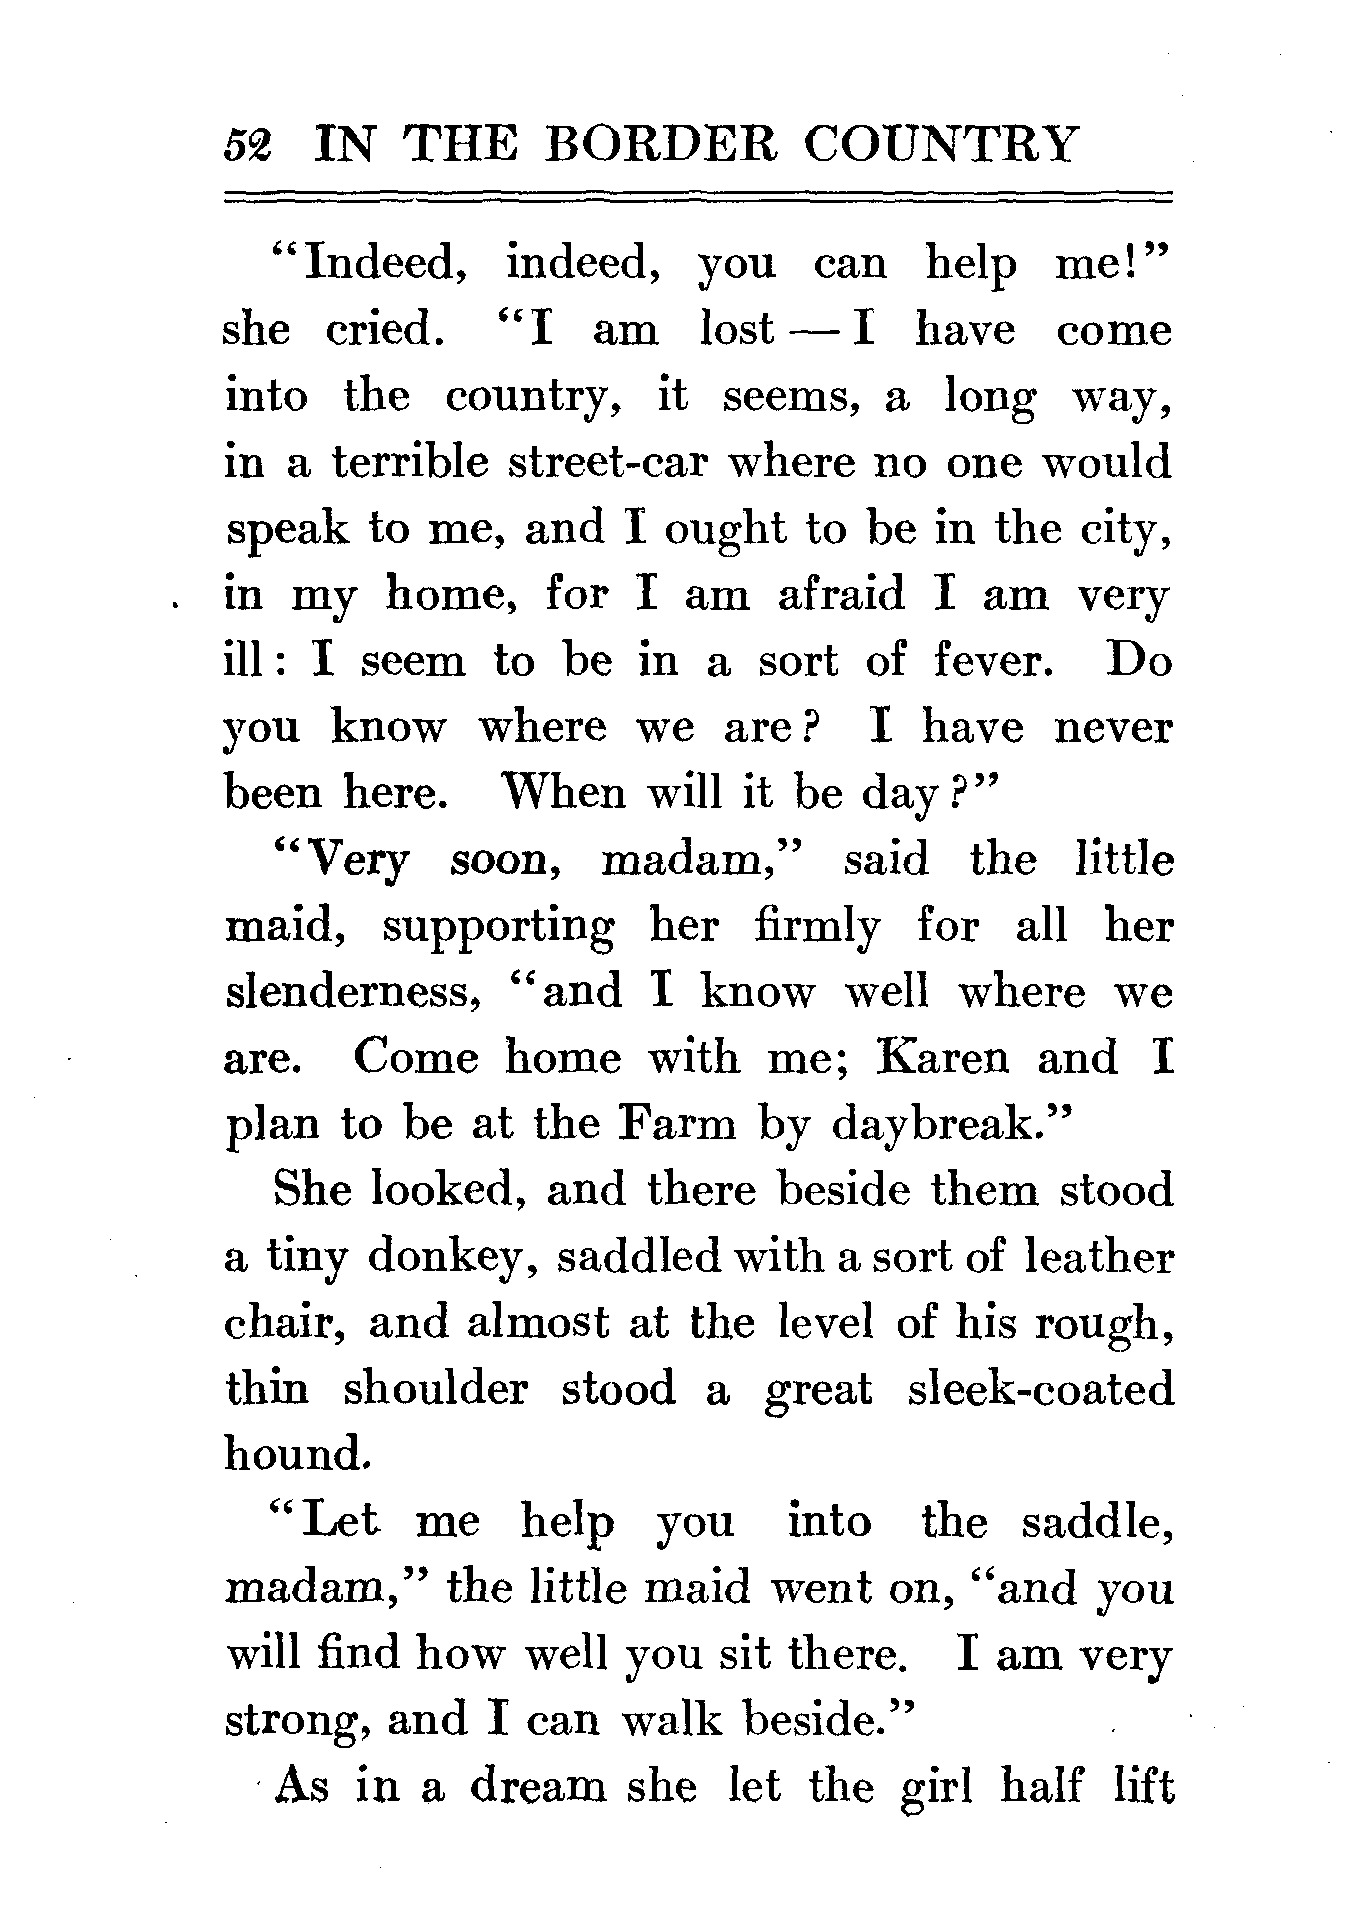 52 IN THE BORDER COUNTRY
"Indeed, indeed, you can help me!"
she cried. "I am lost — I have come
into the country, it seems, a long way,
in a terrible street-car where no one would
speak to me, and I ought to be in the city,
in my home, for I am afraid I am very
ill: I seem to be in a sort of fever. Do
you know where we are? I have never
been here. When will it be day?"
"Very soon, madam," said the little
maid, supporting her firmly for all her
slenderness, "and I know well where we
are. Come home with me; Karen and I
plan to be at the Farm by daybreak."
She looked, and there beside them stood
a tiny donkey, saddled with a sort of leather
chair, and almost at the level of his rough,
thin shoulder stood a great sleek-coated
hound.
"Let me help you into the saddle,
madam," the little maid went on, "and you
will find how well you sit there. I am very
strong, and I can walk beside."
As in a dream she let the girl half lift